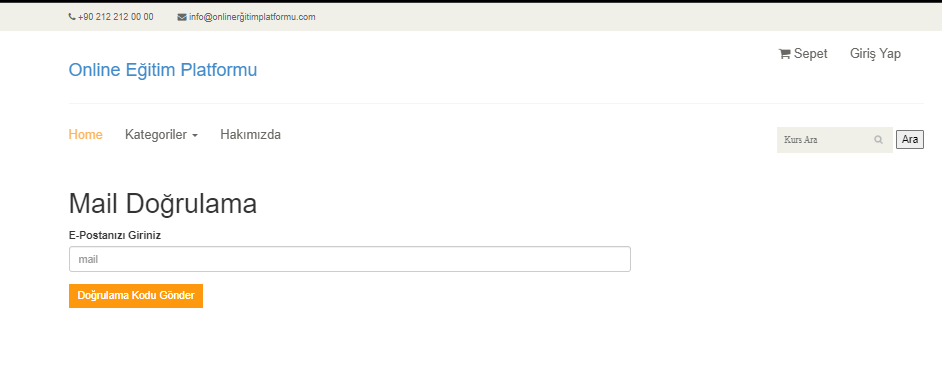 +90 212 212 00 00 info@onlinerğitimplatformu.com
Sepet Giriş Yap
Online Eğitim Platformu
Home Kategoriler Hakımızda
Kurs Ara Ara
Mail Doğrulama
E-Postanızı Giriniz
mail
Doğrulama Kodu Gönder